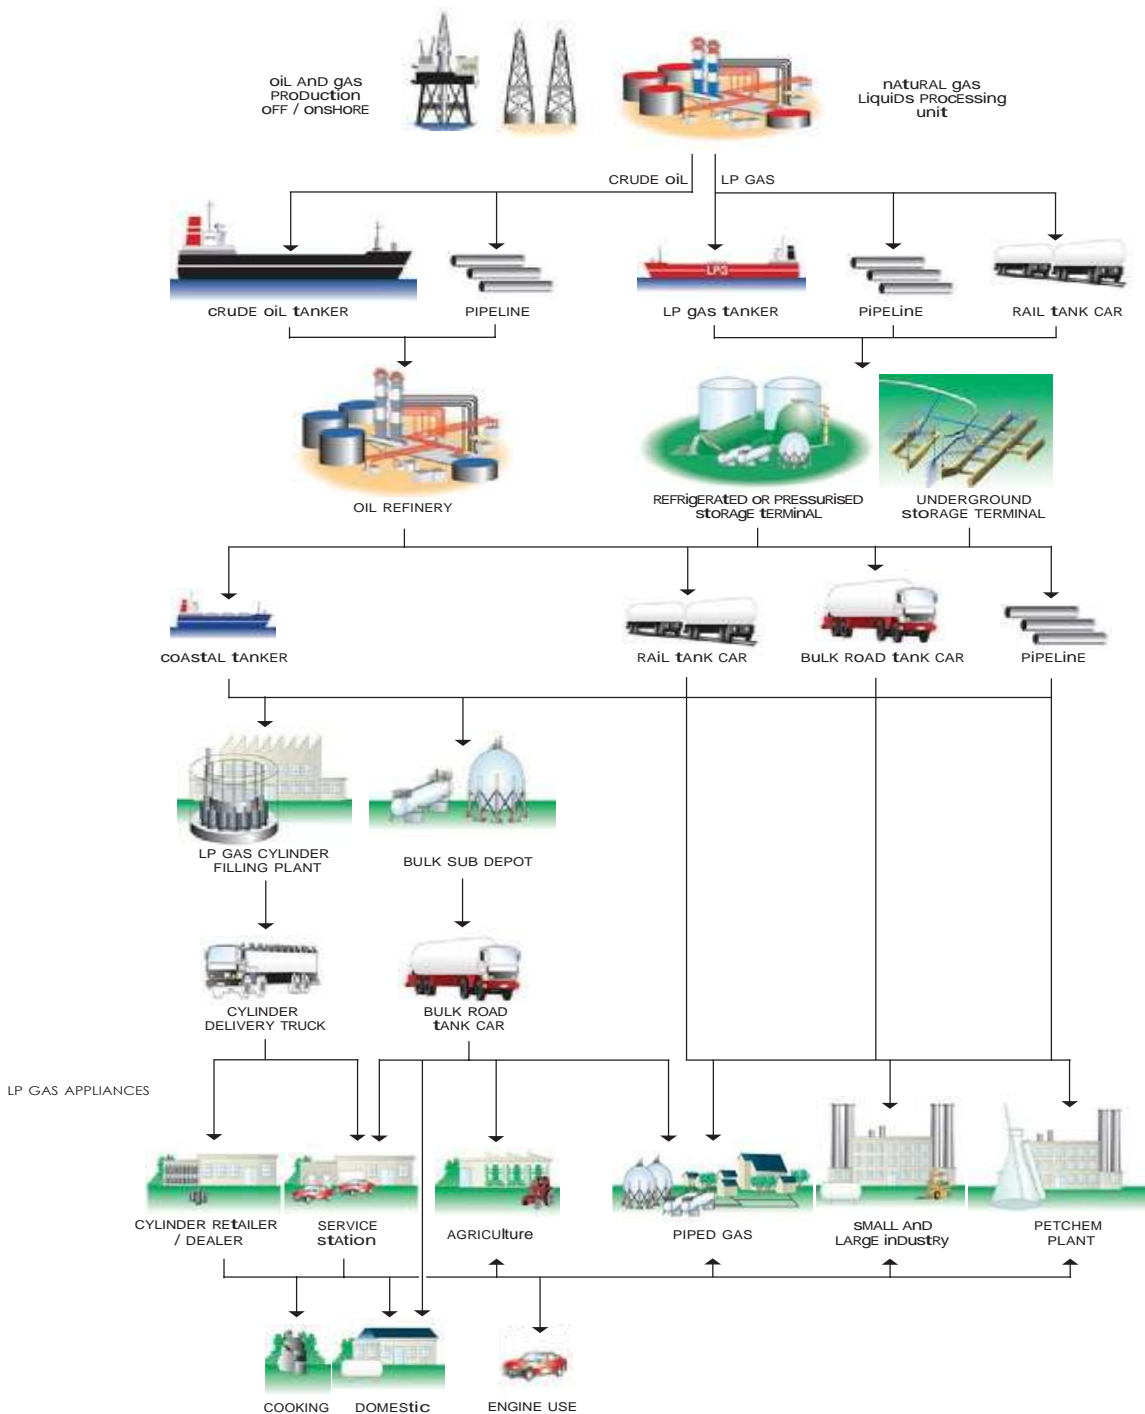 oiL AnD gAs
PRoDuction
oFF / onsHoRE
nAtuRAL gAs
LiquiDs PRocEssing
unit
CRUDE oiL
LP GAS
LPG
cRuDE oiL tAnKER
PIPELINE
LP gAs tAnKER
PiPELinE
RAIL tANK CAR
OIL REFINERY
REFRigERAtED oR PREssuRisED
stoRAgE tERMinAL
UNDERGROUND
stoRAGE TERMINAL
coAstAL tAnKER
RAiL tAnK CAR
BuLK RoAD tAnK CAR
PiPELinE
LP GAS CYLINDER
FILLING PLANT
BULK SUB DEPOT
CYLINDER
DELIVERY TRUCK
BULK ROAD
tANK CAR
LP GAS APPLIANCES
CYLINDER REtAILER
/ DEALER
SERVICE
stAtion
AGRICUlture
PIPED GAS
sMALL AnD
LARgE inDustRy
PETCHEM
PLANT
COOKING
DOMEStic
ENGINE USE